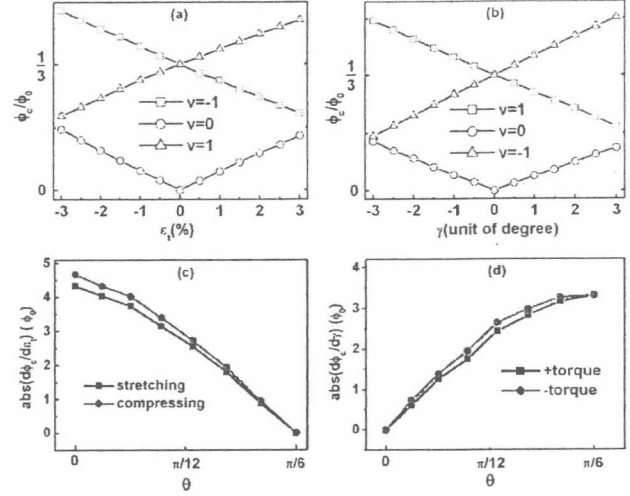 (a)
ϕc/ϕ0
1
3
0
v=-1
v=0
v=1
-3 -2 -1 0 1 2 3
εt(%)
(b)
ϕc/ϕ0
1
3
0
v=1
v=0
v=-1
-3 -2 -1 0 1 2 3
γ(unit of degree)
(c)
abs(dϕc/dεt) (ϕ0)
5
4
3
2
1
0
stretching
compressing
0 π/12 π/6
θ
(d)
abs(dϕc/dγ) (ϕ0)
5
4
3
2
1
0
+torque
-torque
0 π/12 π/6
θ